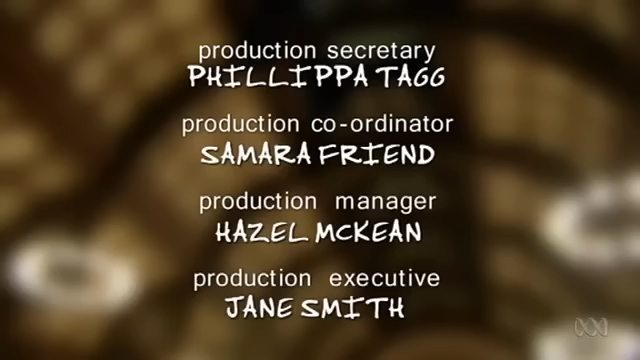 production secretary
PHILLIPPA TAGG
production co-ordinator
SAMARA FRIEND
production manager
HAZEL MCKEAN
production executive
JANE SMITH